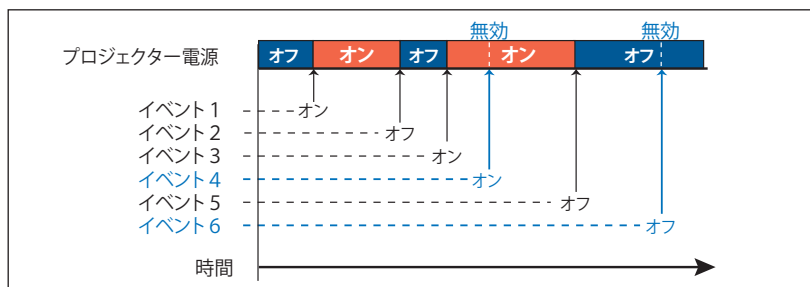 無効 無効
プロジェクター電源 オフ オン オフ オン オフ
イベント 1 オン
イベント 2 オフ
イベント 3 オン
イベント 4 オン
イベント 5 オフ
イベント 6 オフ
時間